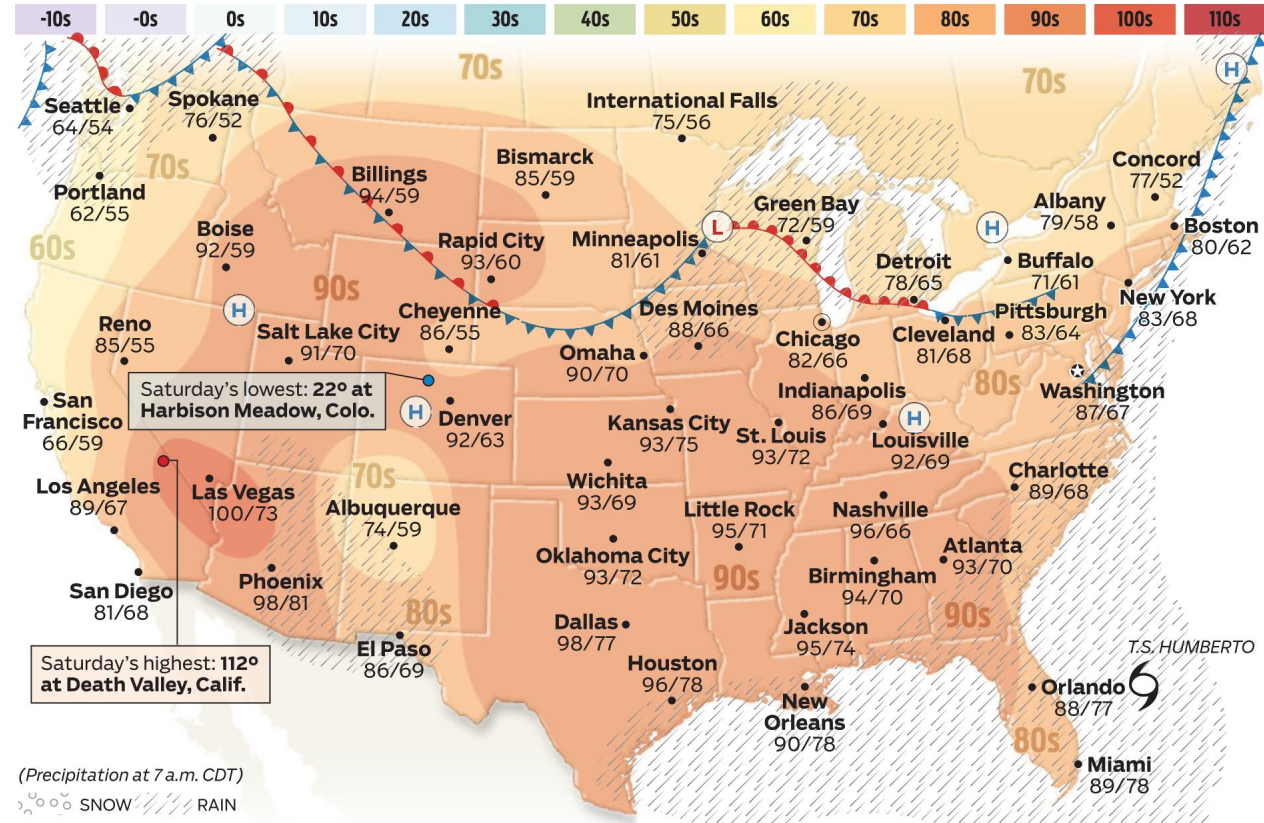 -10s -0s 0s 10s 20s 30s 40s 50s 60s 70s 80s 90s 100s 110s
H
70s
70s
Seattle
64/54
Spokane
76/52
International Falls
75/56
70s
Portland
62/55
Billings
94/59
Bismarck
85/59
Concord
77/52
Albany
79/58
Boston
80/62
60s
Boise
92/59
Rapid City
93/60
Minneapolis
81/61
L
Green Bay
72/59
H
Detroit
78/65
Buffalo
71/61
90s
H
Reno
85/55
Salt Lake City
91/70
Cheyenne
86/55
Des Moines
88/66
Omaha
90/70
Chicago
82/66
Cleveland
81/68
Pittsburgh
83/64
New York
83/68
Saturday's lowest: 22º at
Harbison Meadow, Colo.
H
Denver
92/63
Indianapolis
86/69
80s
Washington
87/67
San
Francisco
66/59
Kansas City
93/75
St. Louis
93/72
H
Louisville
92/69
Los Angeles
89/67
Las Vegas
100/73
70s
Albuquerque
74/59
Wichita
93/69
Little Rock
95/71
Nashville
96/66
Charlotte
89/68
San Diego
81/68
Phoenix
98/81
Oklahoma City
93/72
90s
Birmingham
94/70
Atlanta
93/70
80s
90s
El Paso
86/69
Dallas
98/77
Jackson
95/74
Saturday's highest: 112º
at Death Valley, Calif.
Houston
96/78
New
Orleans
90/78
T.S. HUMBERTO
Orlando
88/77
80s
Miami
89/78
(Precipitation at 7 a.m. CDT)
SNOW RAIN